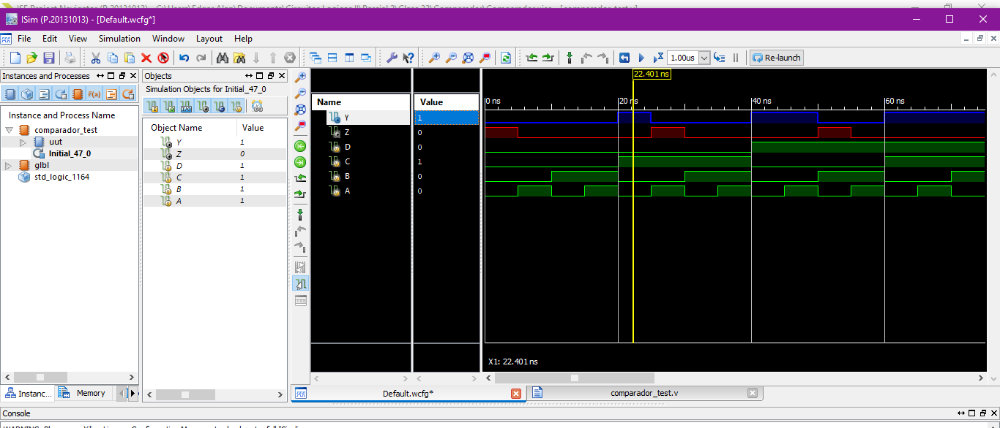 ISim (P.20131013) - [Default.wcfg*]
File Edit View Simulation Window Layout Help
1.00us Re-launch
Instances and Processes
Instance and Process Name
comparador_test
uut
Initial_47_0
glbl
std_logic_1164
Instanc... Memory
Objects
Simulation Objects for Initial_47_0
Object Name Value
Y 1
Z 0
D 1
C 1
B 1
A 1
Name Value
Y 1
Z 0
D 0
C 1
B 0
A 0
22.401 ns
0 ns 20 ns 40 ns 60 ns
X1: 22.401 ns
Default.wcfg* comparador_test.v
Console